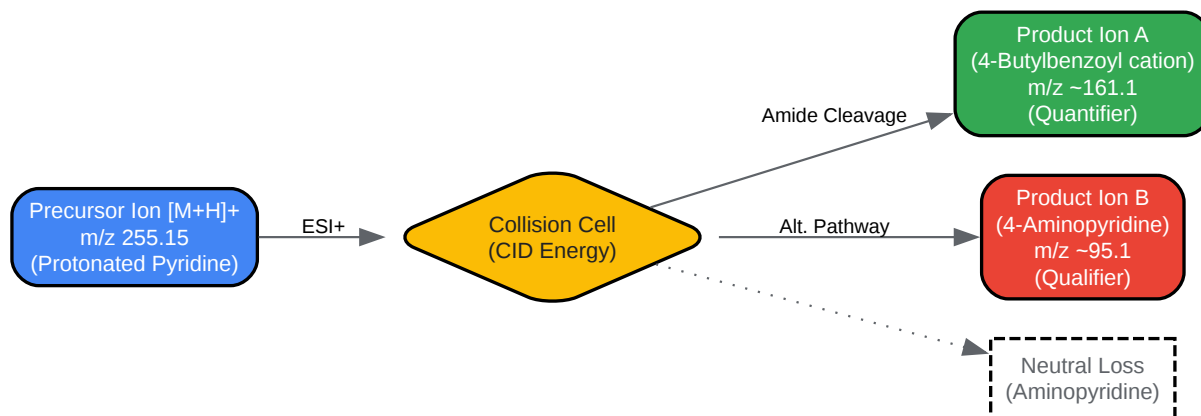 Precursor Ion [M+H]+
m/z 255.15
(Protonated Pyridine)
ESI+
Collision Cell
(CID Energy)
Amide Cleavage
Product Ion A
(4-Butylbenzoyl cation)
m/z ~161.1
(Quantifier)
Alt. Pathway
Product Ion B
(4-Aminopyridine)
m/z ~95.1
(Qualifier)
Neutral Loss
(Aminopyridine)